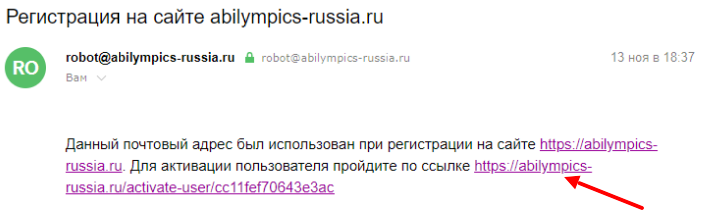 Регистрация на сайте abilympics-russia.ru
RO
robot@abilympics-russia.ru robot@abilympics-russia.ru 13 ноя в 18:37
Вам
Данный почтовый адрес был использован при регистрации на сайте https://abilympics-
russia.ru. Для активации пользователя пройдите по ссылке https://abilympics-
russia.ru/activate-user/cc11fef70643e3ac